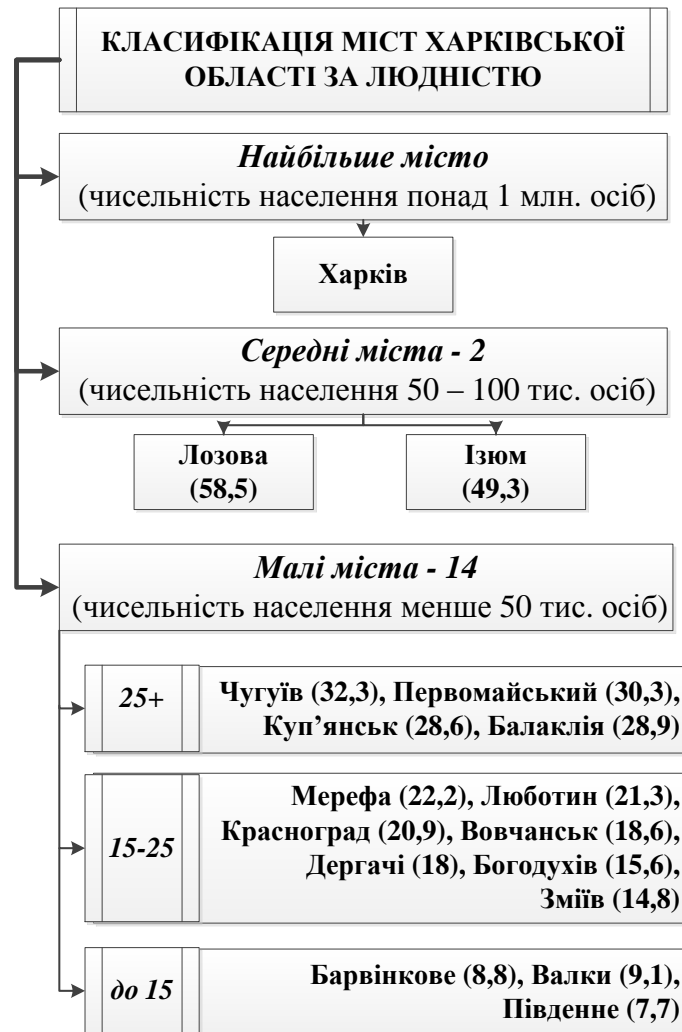 КЛАСИФІКАЦІЯ МІСТ ХАРКІВСЬКОЇ
ОБЛАСТІ ЗА ЛЮДНІСТЮ
Найбільше місто
(чисельність населення понад 1 млн. осіб)
Харків
Середні міста - 2
(чисельність населення 50 – 100 тис. осіб)
Лозова
(58,5)
Ізюм
(49,3)
Малі міста - 14
(чисельність населення менше 50 тис. осіб)
25+
Чугуїв (32,3), Первомайський (30,3),
Куп’янськ (28,6), Балаклія (28,9)
15-25
Мерефа (22,2), Люботин (21,3),
Красноград (20,9), Вовчанськ (18,6),
Дергачі (18), Богодухів (15,6),
Зміїв (14,8)
до 15
Барвінкове (8,8), Валки (9,1),
Південне (7,7)